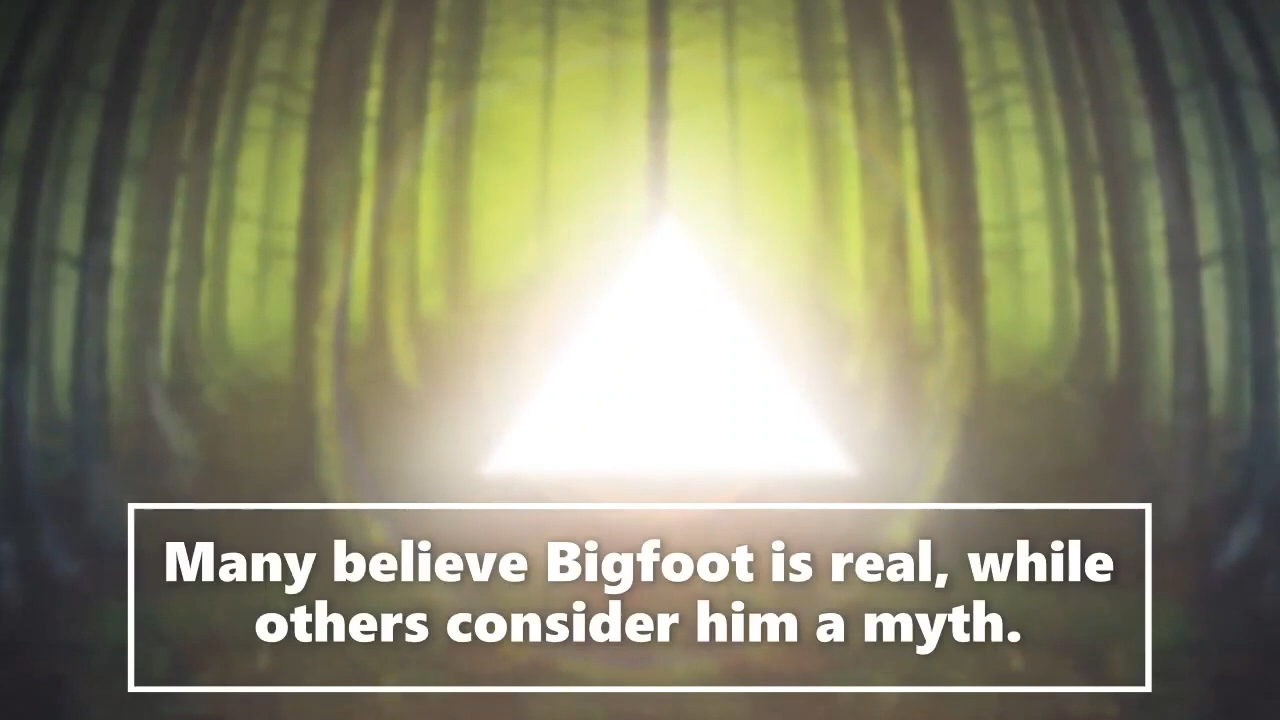 Many believe Bigfoot is real, while
others consider him a myth.